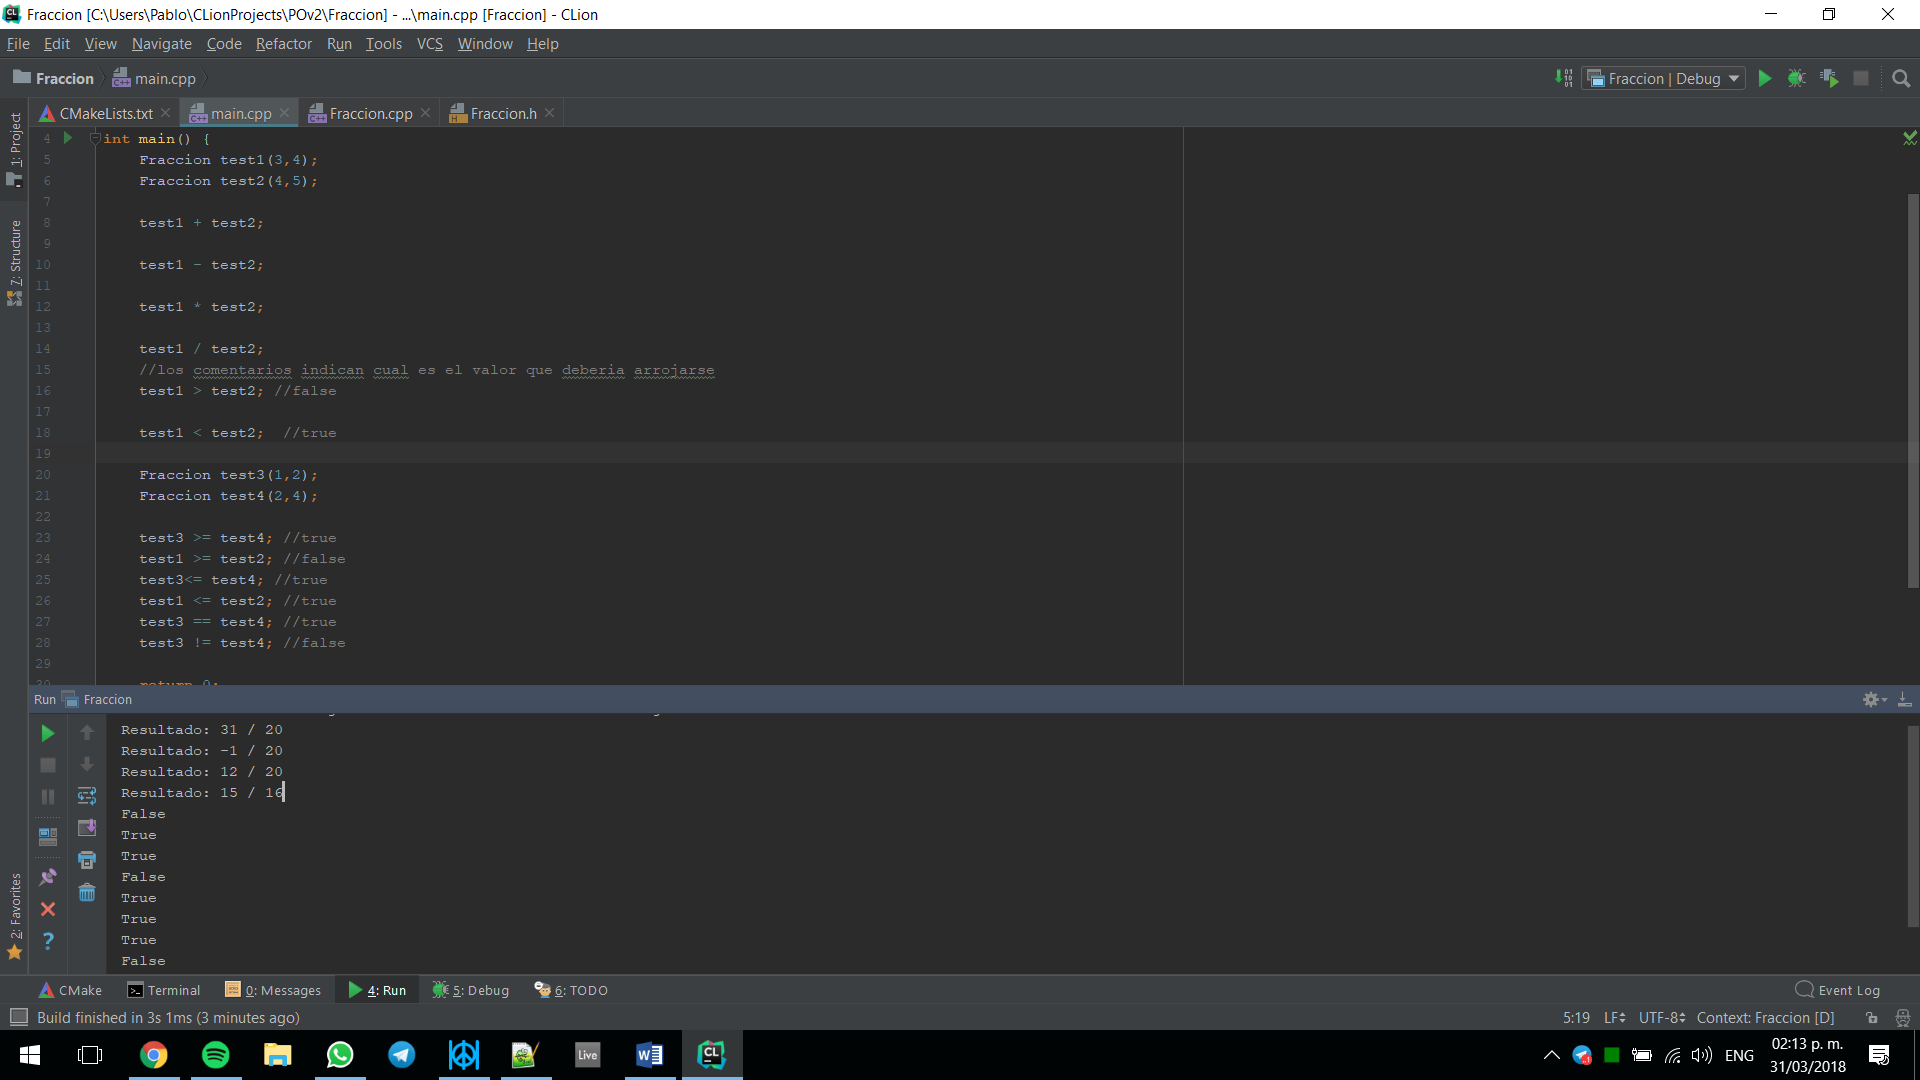 Fraccion [C:\Users\Pablo\CLionProjects\POv2\Fraccion] - ...\main.cpp [Fraccion] - CLion
File Edit View Navigate Code Refactor Run Tools VCS Window Help
Fraccion main.cpp Fraccion | Debug
CMakeLists.txt main.cpp Fraccion.cpp Fraccion.h
1: Project
7: Structure
2: Favorites
4 int main() {
5 Fraccion test1(3,4);
6 Fraccion test2(4,5);
7
8 test1 + test2;
9
10 test1 - test2;
11
12 test1 * test2;
13
14 test1 / test2;
15 //los comentarios indican cual es el valor que deberia arrojarse
16 test1 > test2; //false
17
18 test1 < test2; //true
19
20 Fraccion test3(1,2);
21 Fraccion test4(2,4);
22
23 test3 >= test4; //true
24 test1 >= test2; //false
25 test3<= test4; //true
26 test1 <= test2; //true
27 test3 == test4; //true
28 test3 != test4; //false
29
30 return 0;
Run Fraccion
Resultado: 31 / 20
Resultado: -1 / 20
Resultado: 12 / 20
Resultado: 15 / 16
False
True
True
False
True
True
True
False
CMake Terminal 0: Messages 4: Run 5: Debug 6: TODO Event Log
Build finished in 3s 1ms (3 minutes ago) 5:19 LF UTF-8 Context: Fraccion [D]
Live ENG 02:13 p. m.
31/03/2018